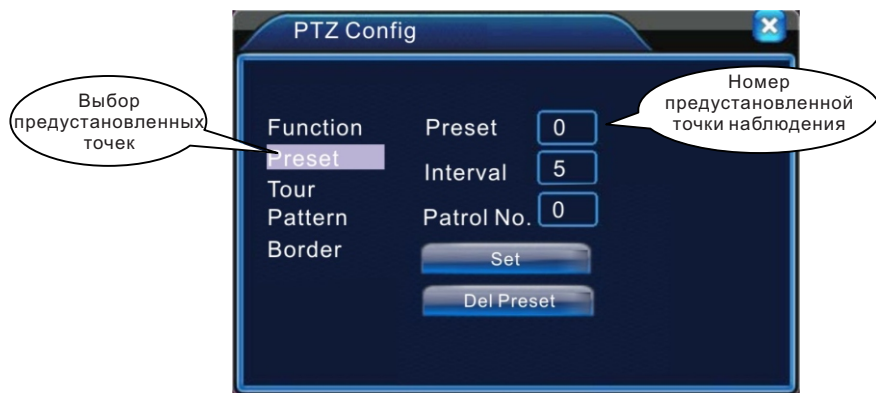 PTZ Config
Выбор
предустановленных
точек
Номер
предустановленной
точки наблюдения
Function
Preset
Tour
Pattern
Border
Preset 0
Interval 5
Patrol No. 0
Set
Del Preset